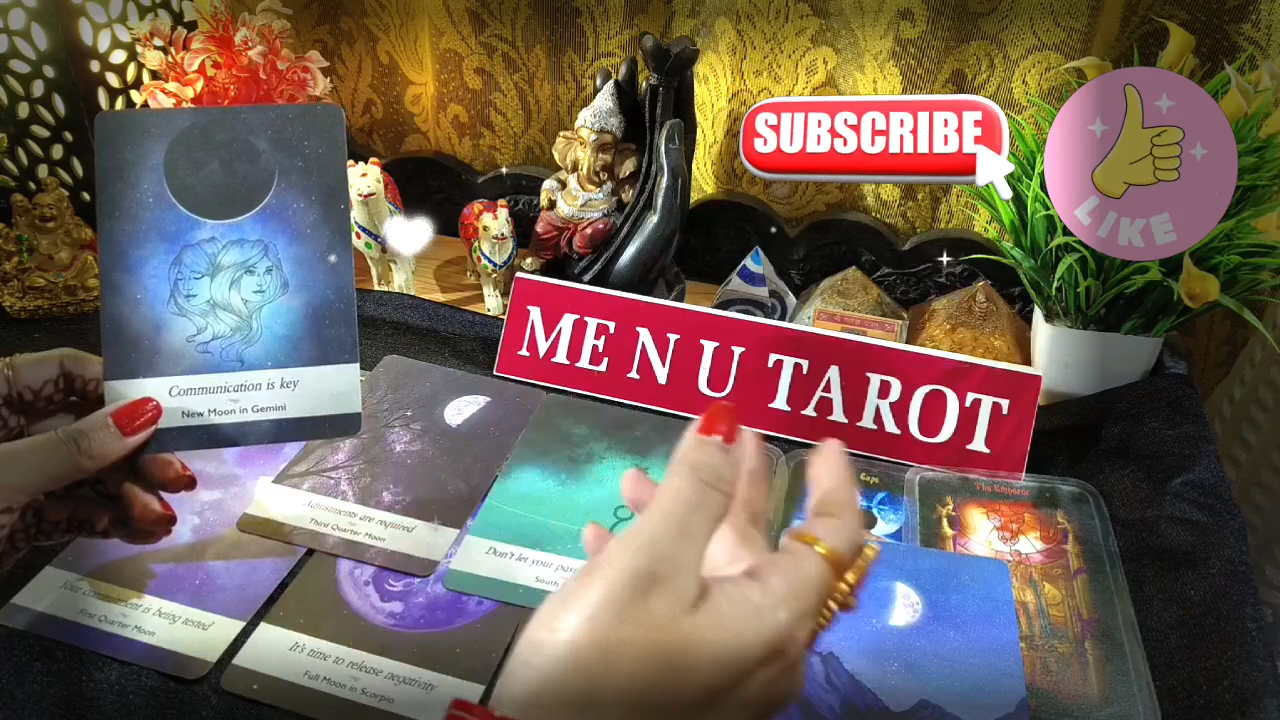 SUBSCRIBE
LIKE
MENU TAROT
Communication is key
New Moon in Gemini
Adjustments are required
Third Quarter Moon
Don't let your past
South
The Emperor
Your commitment is being tested
First Quarter Moon
It's time to release negativity
Full Moon in Scorpio